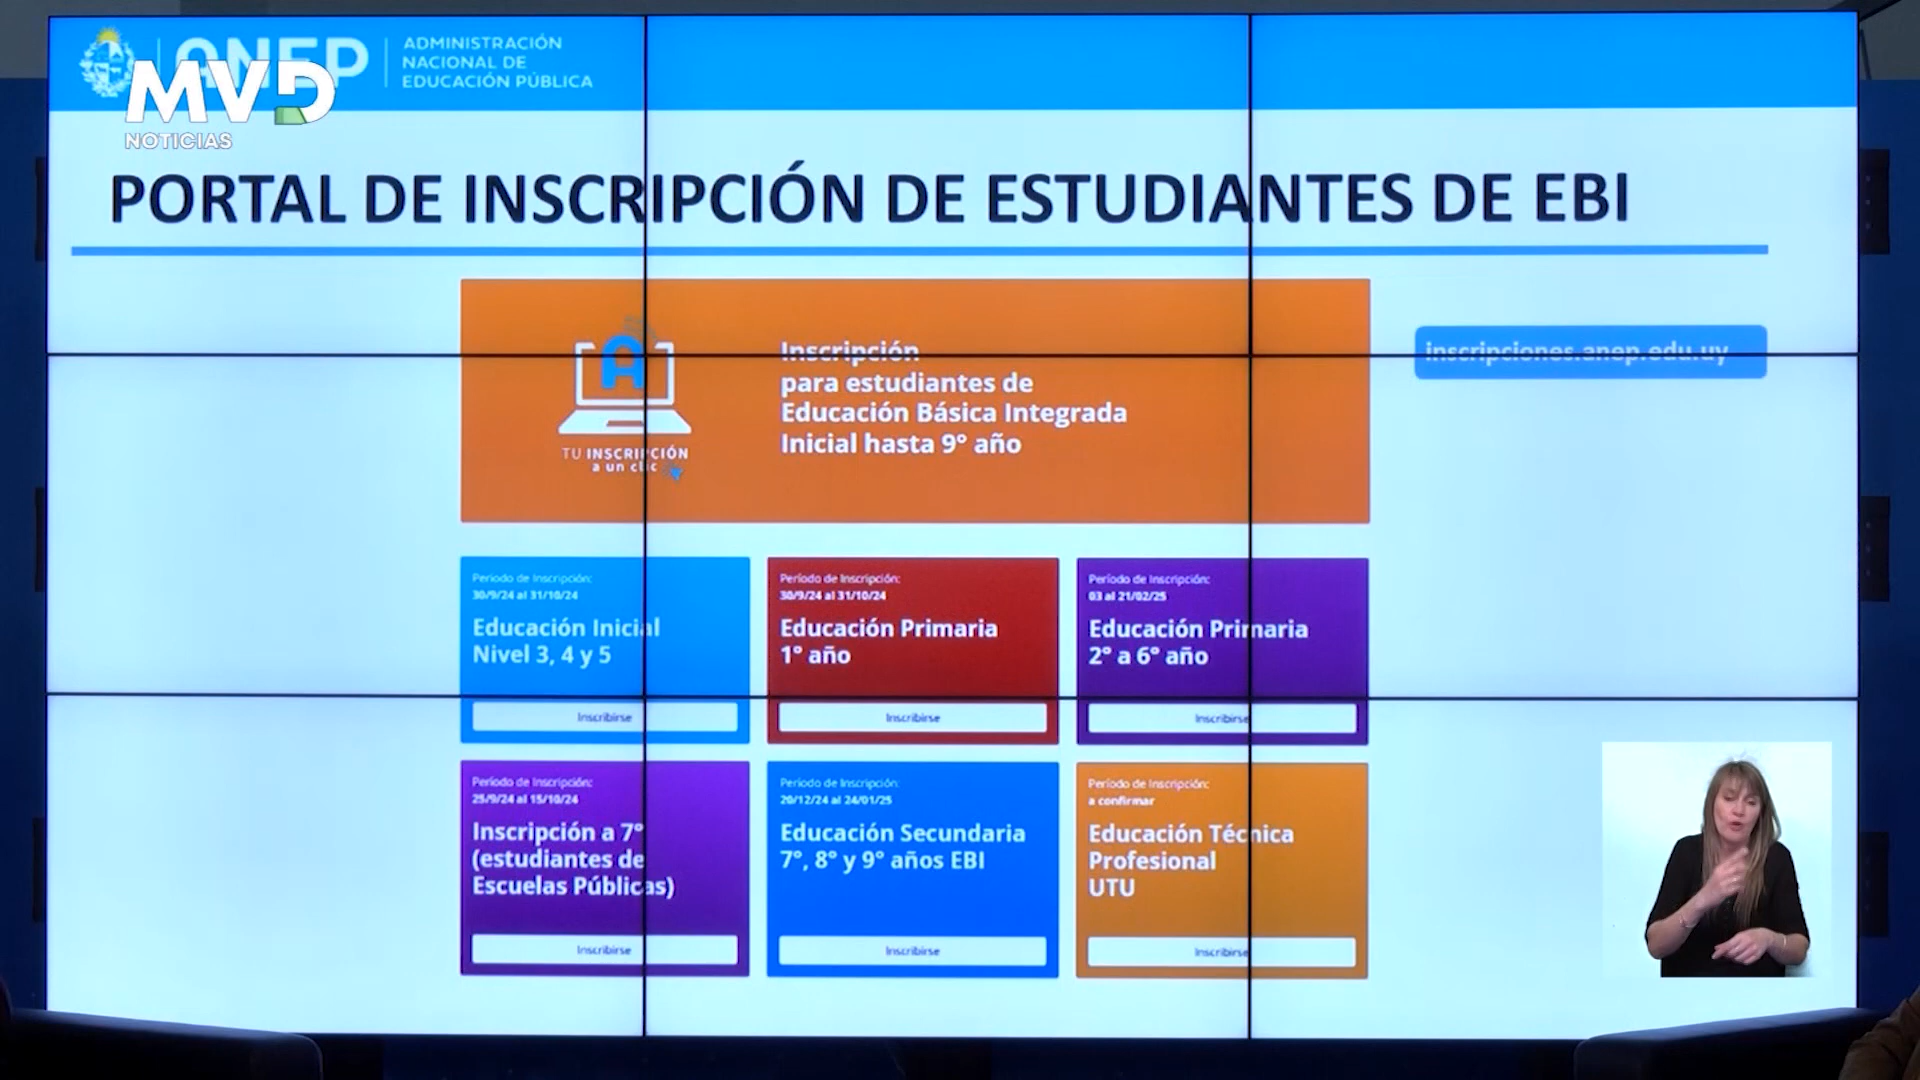 ANEP
ADMINISTRACIÓN
NACIONAL DE
EDUCACIÓN PÚBLICA
MVD
NOTICIAS
PORTAL DE INSCRIPCIÓN DE ESTUDIANTES DE EBI
A
TU INSCRIPCIÓN
a un clic
Inscripción
para estudiantes de
Educación Básica Integrada
Inicial hasta 9° año
inscripciones.anep.edu.uy
Período de Inscripción:
30/9/24 al 31/10/24
Educación Inicial
Nivel 3, 4 y 5
Inscribirse
Período de Inscripción:
30/9/24 al 31/10/24
Educación Primaria
1° año
Inscribirse
Período de Inscripción:
03 al 21/02/25
Educación Primaria
2° a 6° año
Inscribirse
Período de Inscripción:
25/9/24 al 15/10/24
Inscripción a 7°
(estudiantes de
Escuelas Públicas)
Inscribirse
Período de Inscripción:
20/12/24 al 24/01/25
Educación Secundaria
7°, 8° y 9° años EBI
Inscribirse
Período de Inscripción:
a confirmar
Educación Técnica
Profesional
UTU
Inscribirse